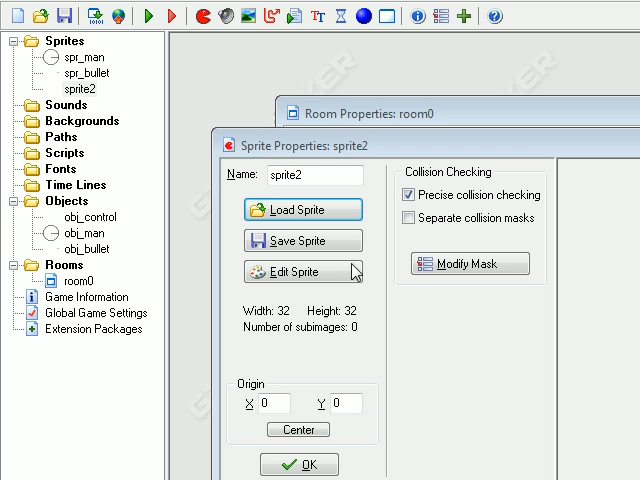 Sprites
spr_man
spr_bullet
sprite2
Sounds
Backgrounds
Paths
Scripts
Fonts
Time Lines
Objects
obj_control
obj_man
obj_bullet
Rooms
room0
Game Information
Global Game Settings
Extension Packages
Room Properties: room0
Sprite Properties: sprite2
Name: sprite2
Load Sprite
Save Sprite
Edit Sprite
Width: 32 Height: 32
Number of subimages: 0
Origin
X 0 Y 0
Center
OK
Collision Checking
Precise collision checking
Separate collision masks
Modify Mask